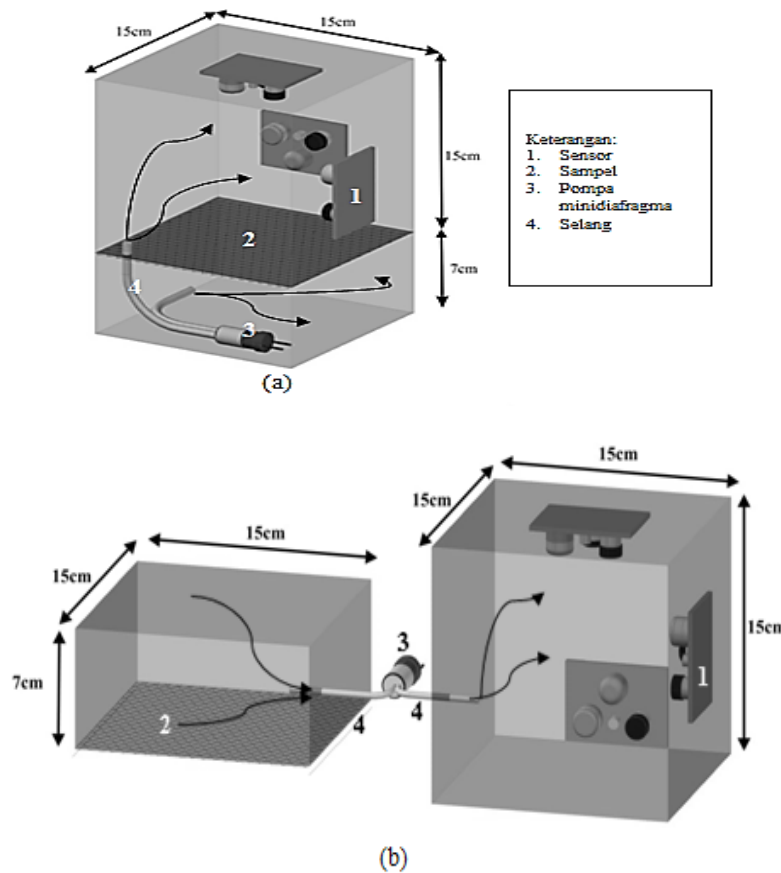 15cm
15cm
15cm
7cm
1
2
3
4
Keterangan:
1. Sensor
2. Sampel
3. Pompa
minidiafragma
4. Selang
(a)
15cm
15cm
15cm
15cm
15cm
7cm
1
2
3
4
4
(b)